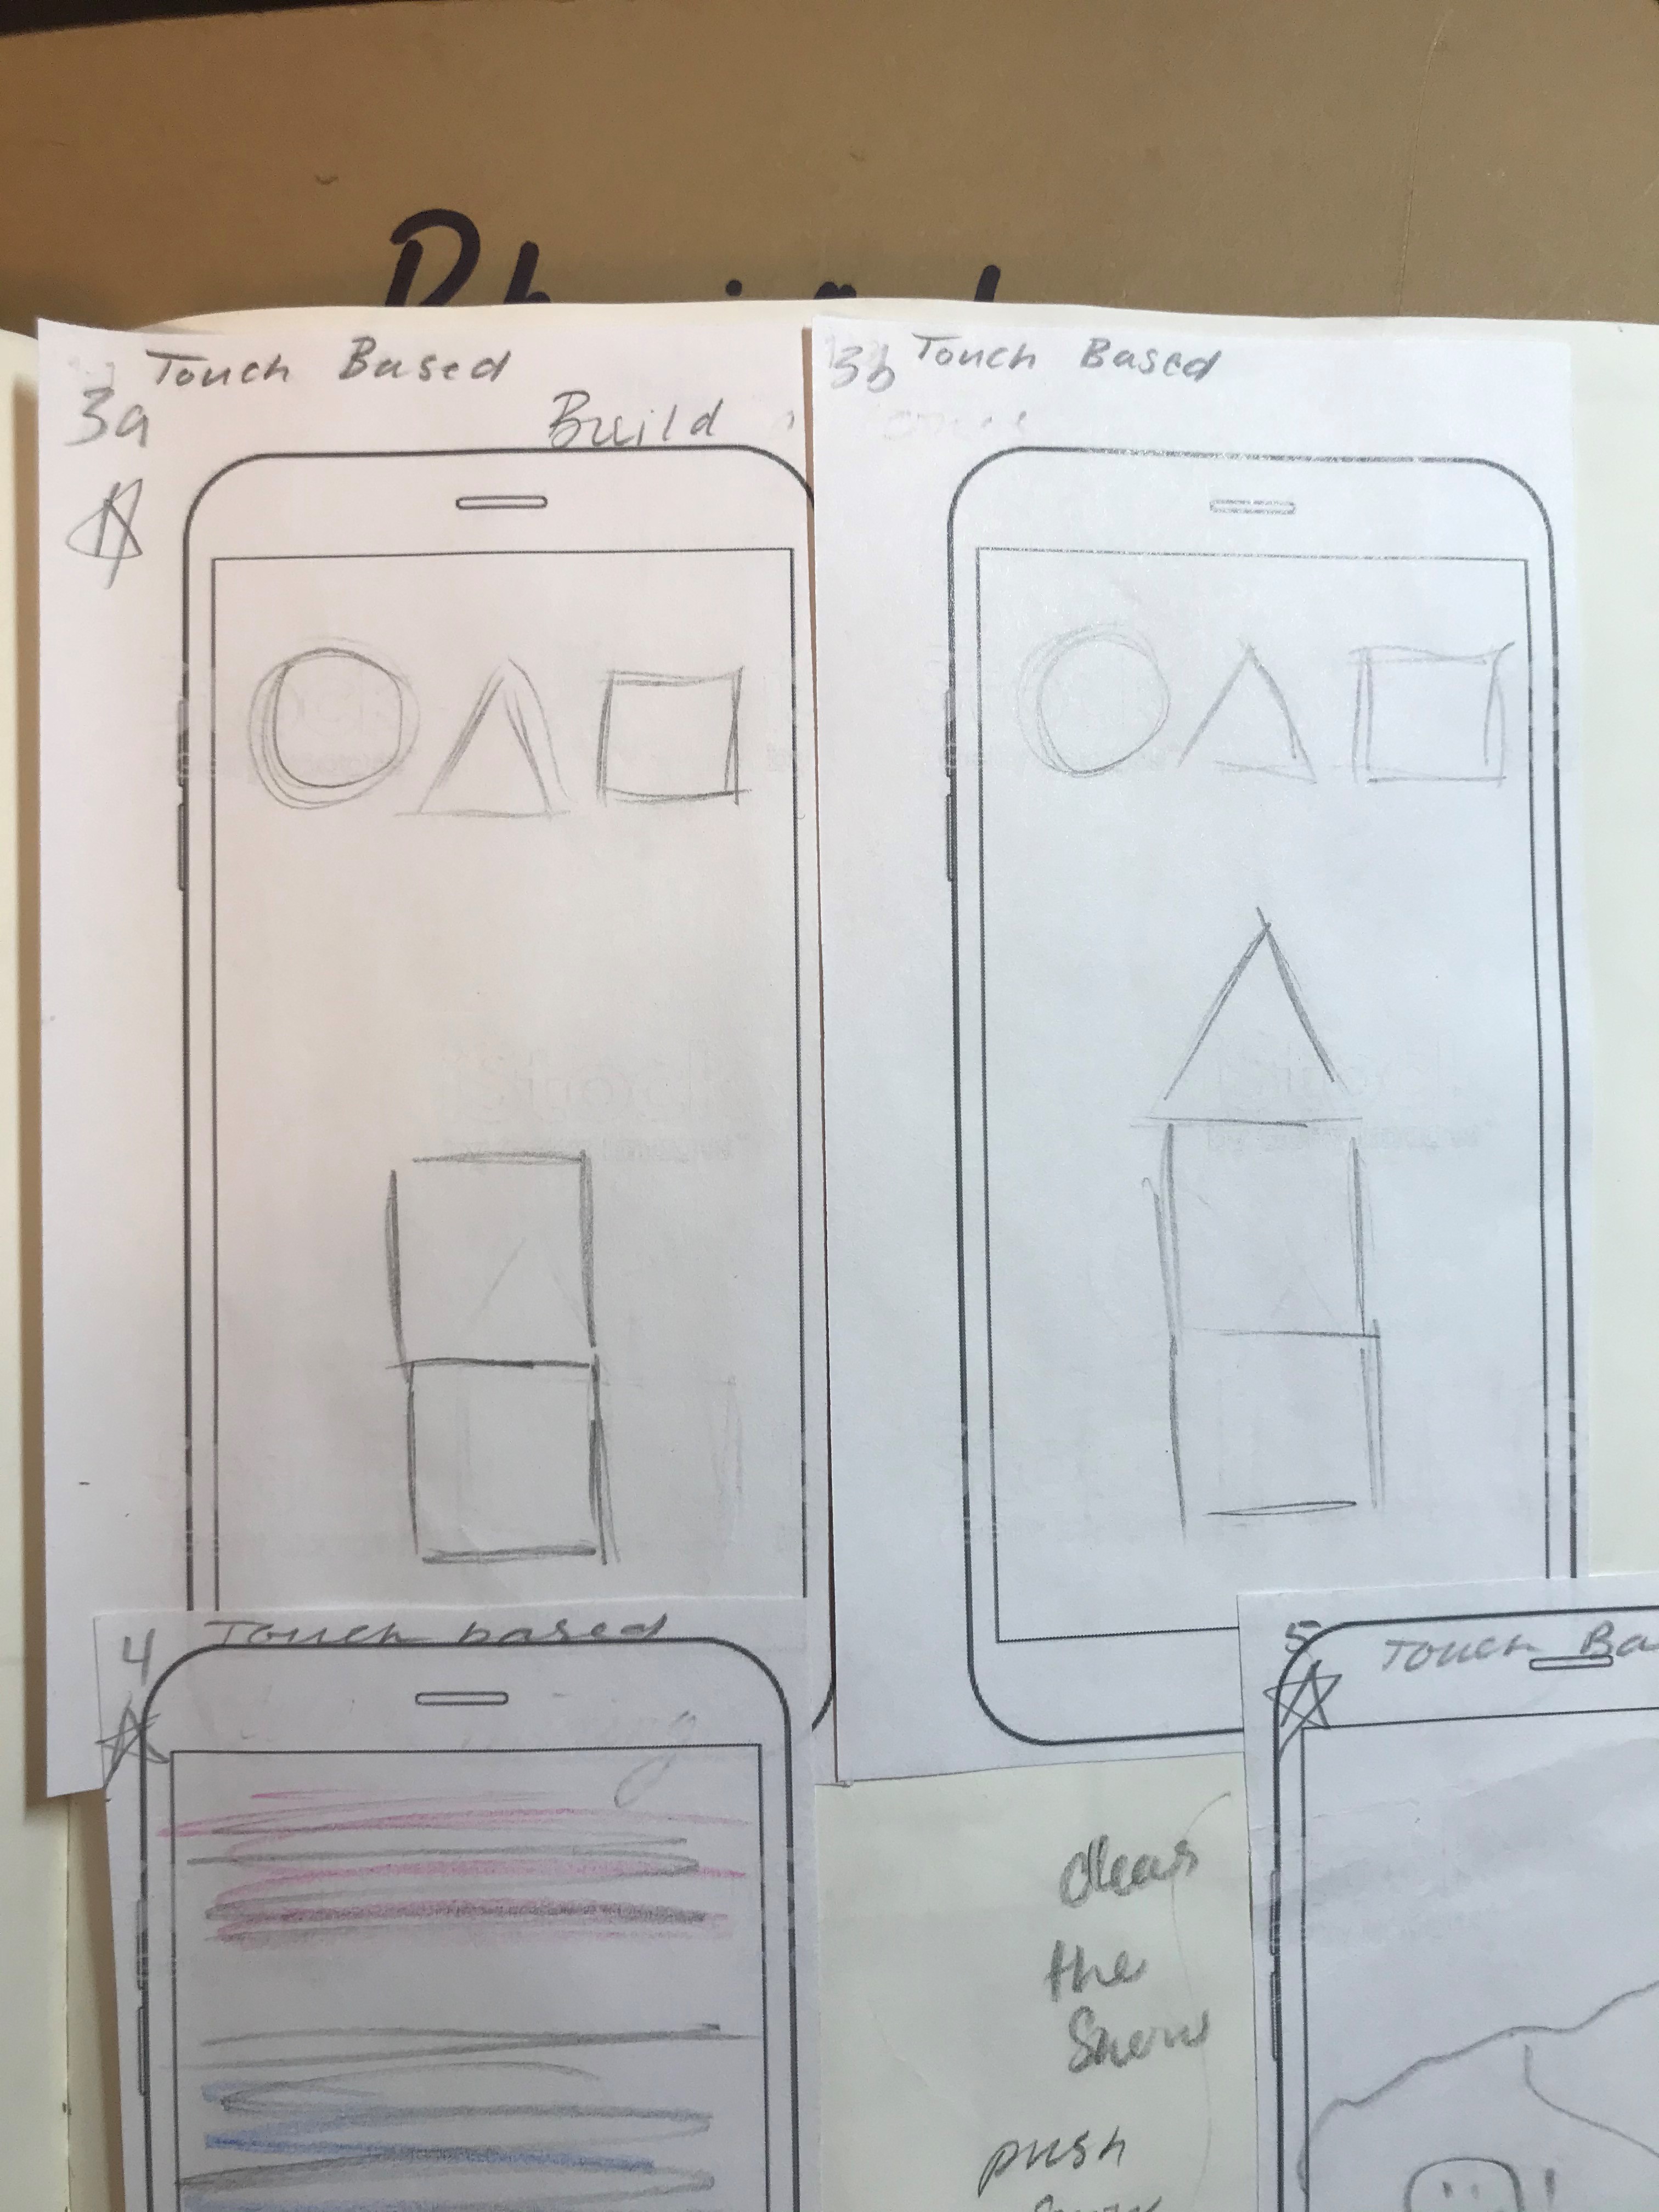 Touch Based
3a
Build
3b Touch Based
4 Touch based
5 Touch Ba
clear
the
Snow
push